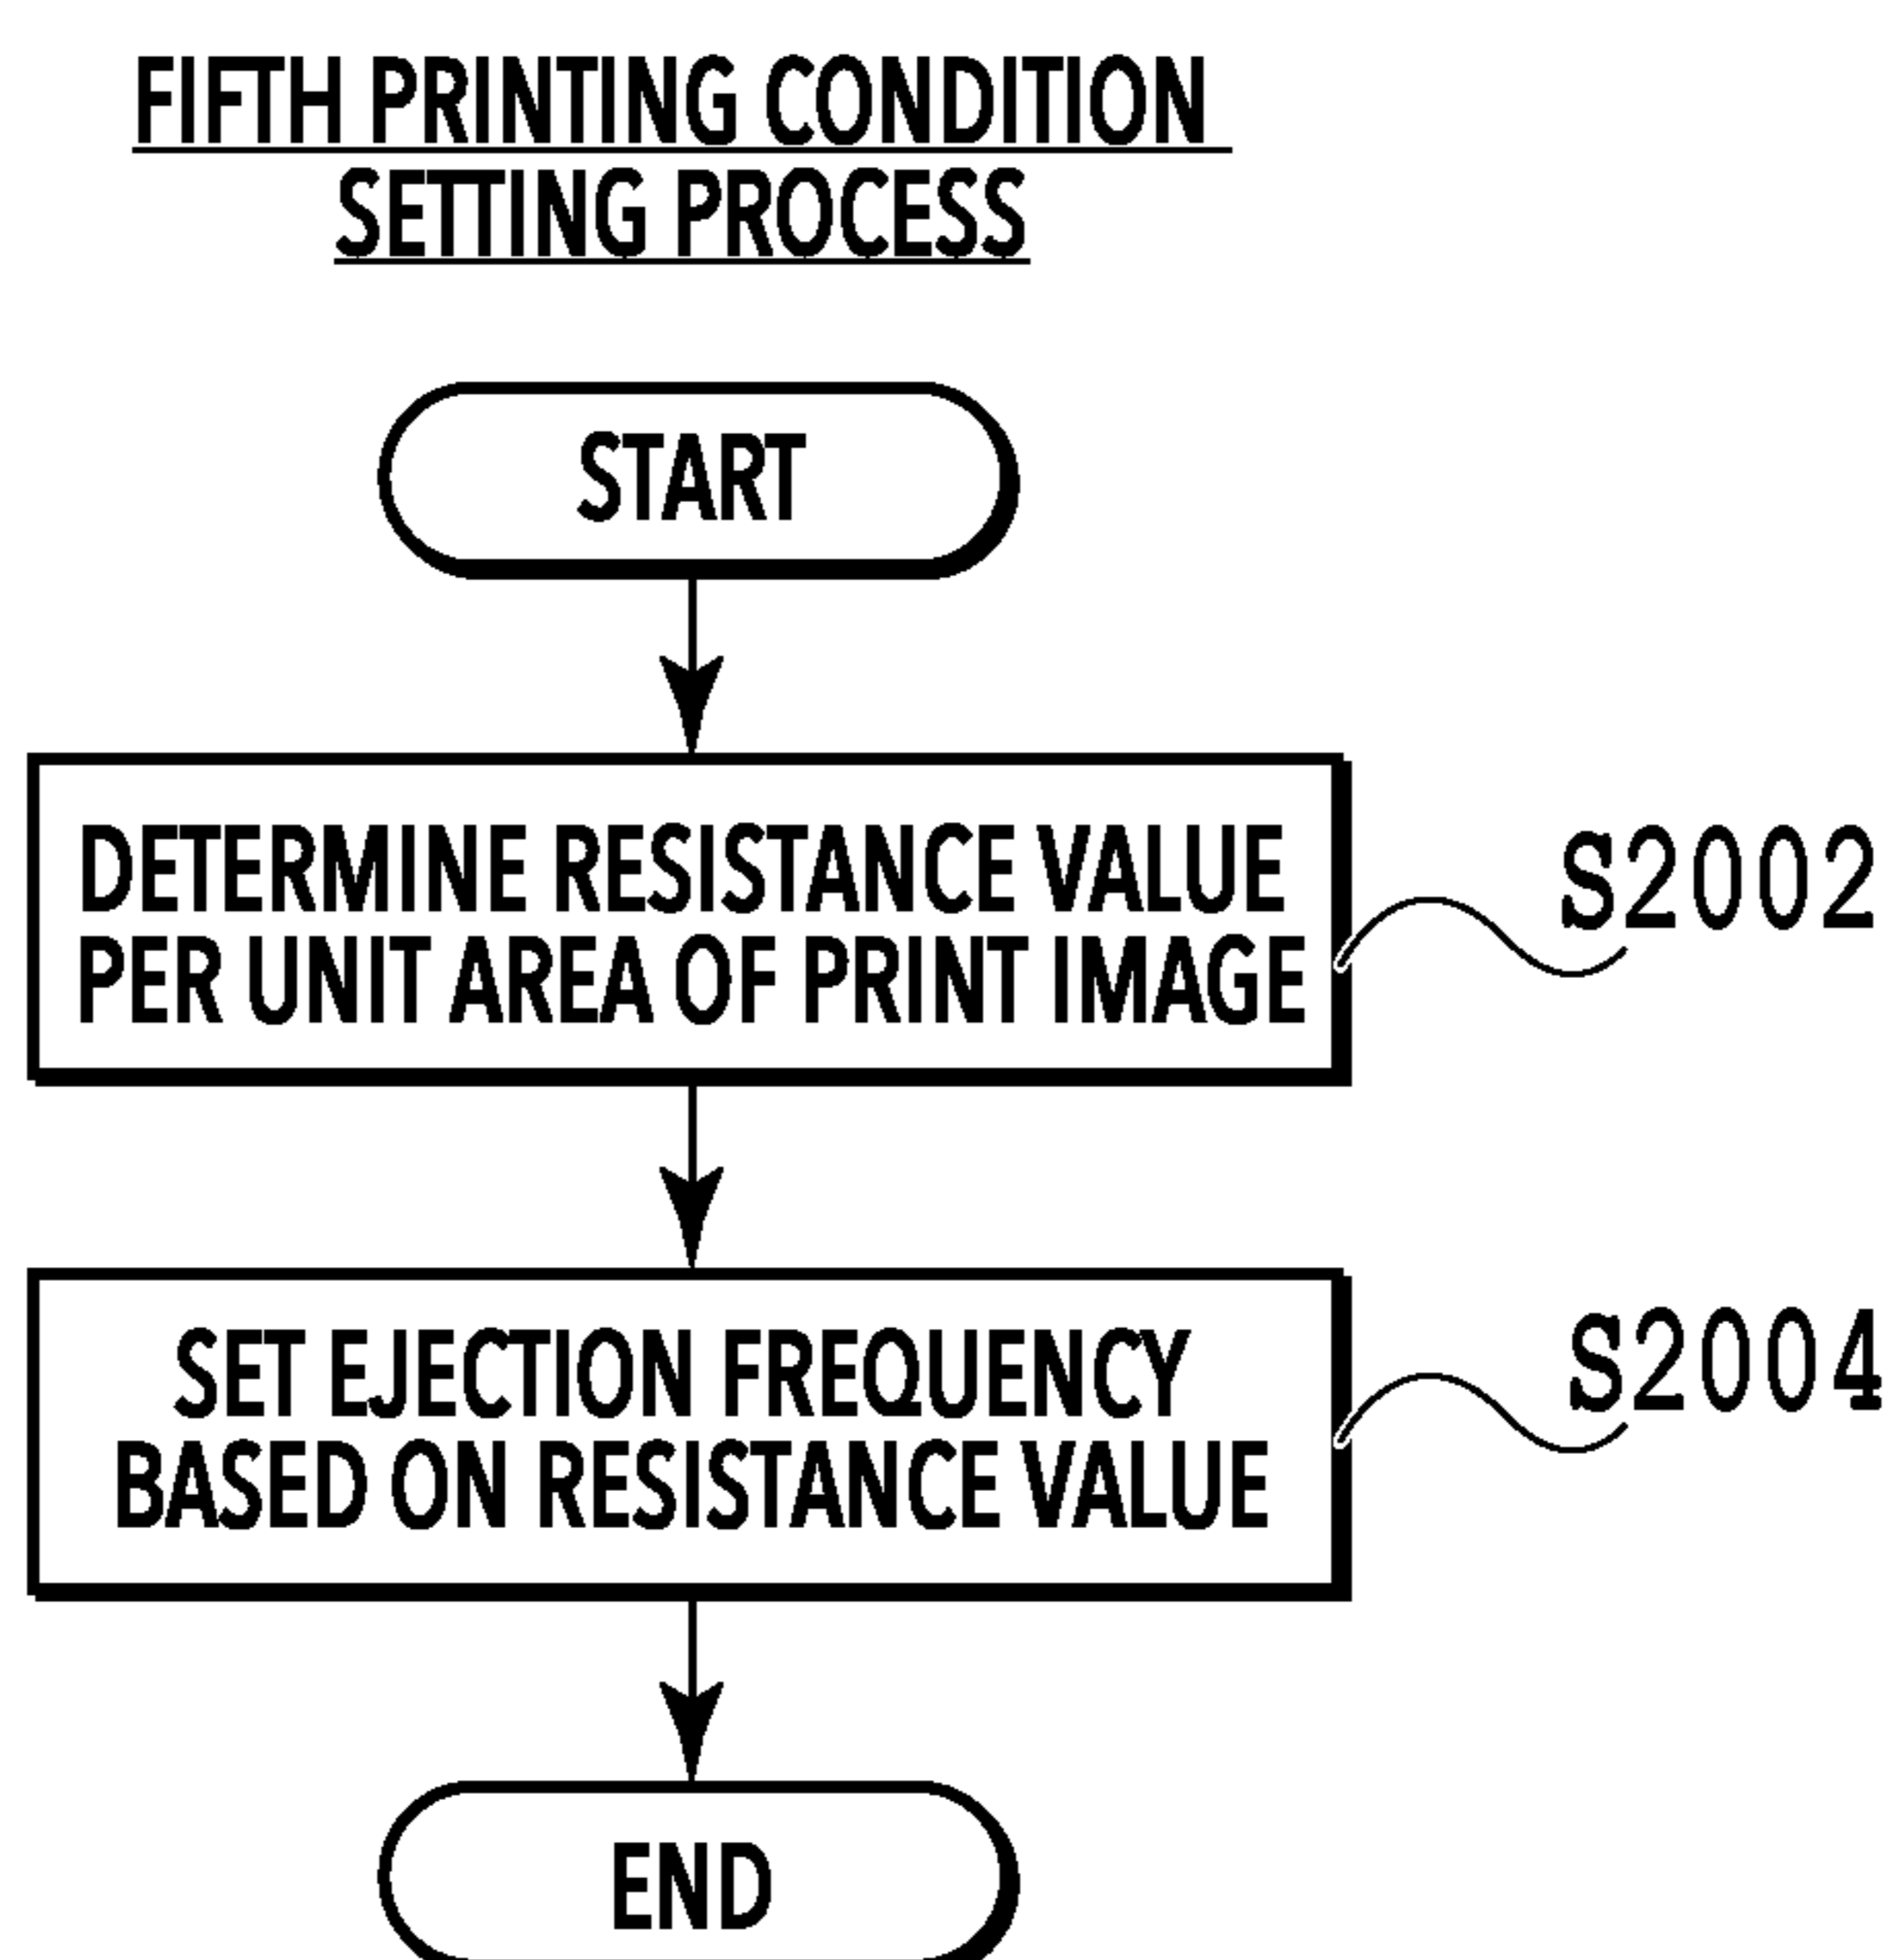 FIFTH PRINTING CONDITION
SETTING PROCESS
START
DETERMINE RESISTANCE VALUE
PER UNIT AREA OF PRINT IMAGE
S2002
SET EJECTION FREQUENCY
BASED ON RESISTANCE VALUE
S2004
END